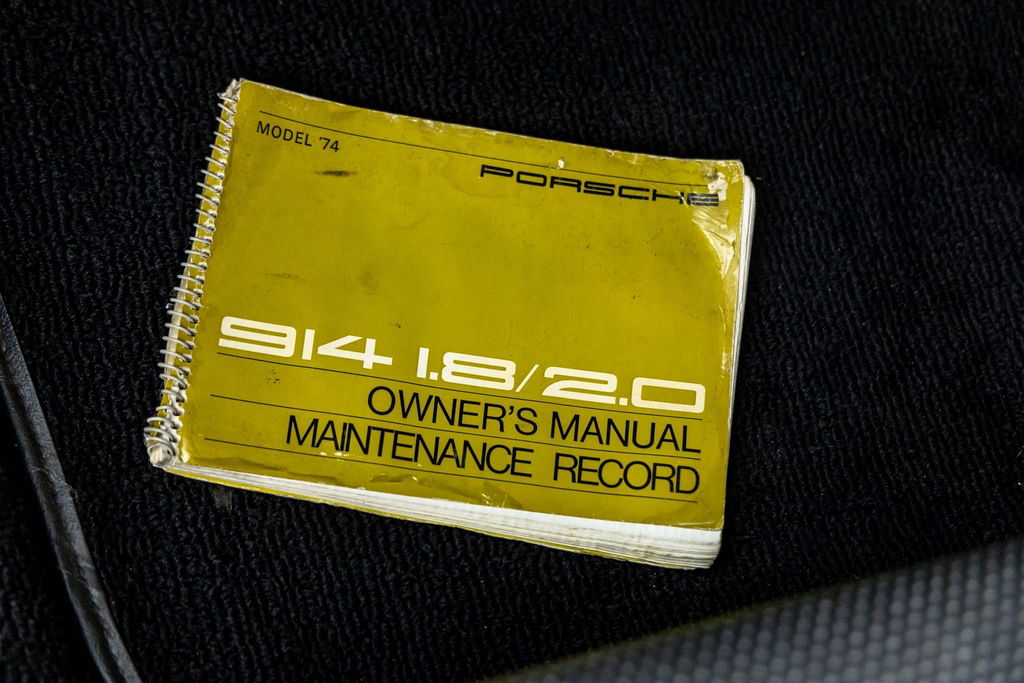 MODEL '74
PORSCHE
914 1.8/2.0
OWNER'S MANUAL
MAINTENANCE RECORD